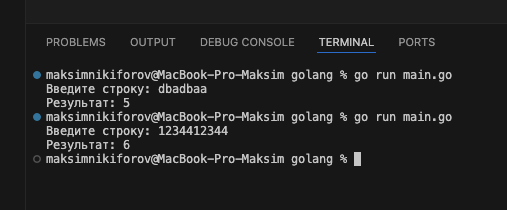 PROBLEMS OUTPUT DEBUG CONSOLE TERMINAL PORTS
maksimnikiforov@MacBook-Pro-Maksim golang % go run main.go
Введите строку: dbadbaa
Результат: 5
maksimnikiforov@MacBook-Pro-Maksim golang % go run main.go
Введите строку: 1234412344
Результат: 6
maksimnikiforov@MacBook-Pro-Maksim golang %